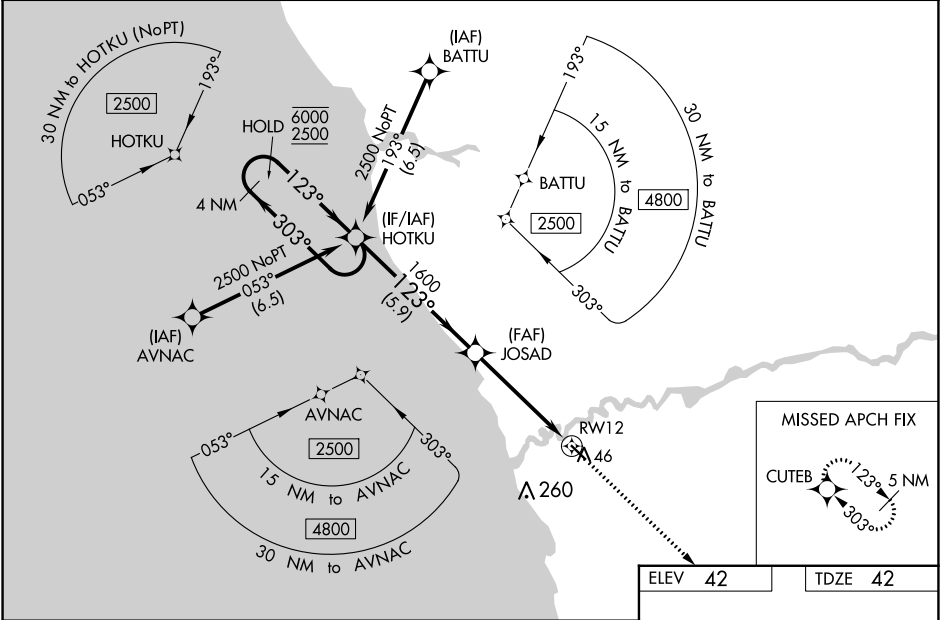 30 NM to HOTKU (NoPT)
193°
2500
HOTKU
053°
(IAF)
BATTU
2500 NoPT
193°
(6.5)
HOLD
6000
2500
4 NM
123°
303°
(IF/IAF)
HOTKU
2500 NoPT
053°
(6.5)
(IAF)
AVNAC
1600
123°
(5.9)
(FAF)
JOSAD
193°
15 NM to BATTU
30 NM to BATTU
BATTU
4800
2500
303°
AVNAC
053°
303°
2500
15 NM to AVNAC
4800
30 NM to AVNAC
RW12
46
260
MISSED APCH FIX
CUTEB
123°
5 NM
303°
ELEV 42
TDZE 42